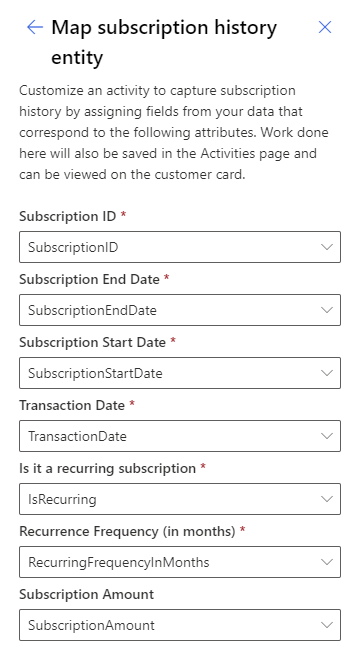 Map subscription history
entity
Customize an activity to capture subscription
history by assigning fields from your data that
correspond to the following attributes. Work done
here will also be saved in the Activities page and
can be viewed on the customer card.
Subscription ID *
SubscriptionID
Subscription End Date *
SubscriptionEndDate
Subscription Start Date *
SubscriptionStartDate
Transaction Date *
TransactionDate
Is it a recurring subscription *
IsRecurring
Recurrence Frequency (in months) *
RecurringFrequencyInMonths
Subscription Amount
SubscriptionAmount